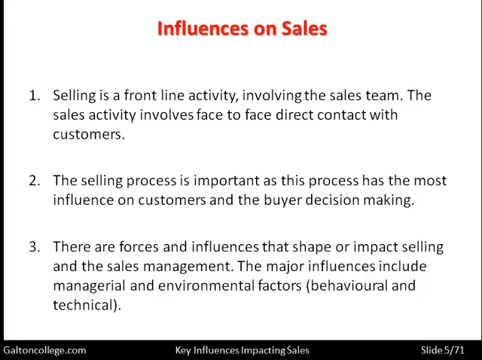 Influences on Sales
1. Selling is a front line activity, involving the sales team. The
sales activity involves face to face direct contact with
customers.
2. The selling process is important as this process has the most
influence on customers and the buyer decision making.
3. There are forces and influences that shape or impact selling
and the sales management. The major influences include
managerial and environmental factors (behavioural and
technical).
Galtoncollege.com Key Influences Impacting Sales Slide 5/71